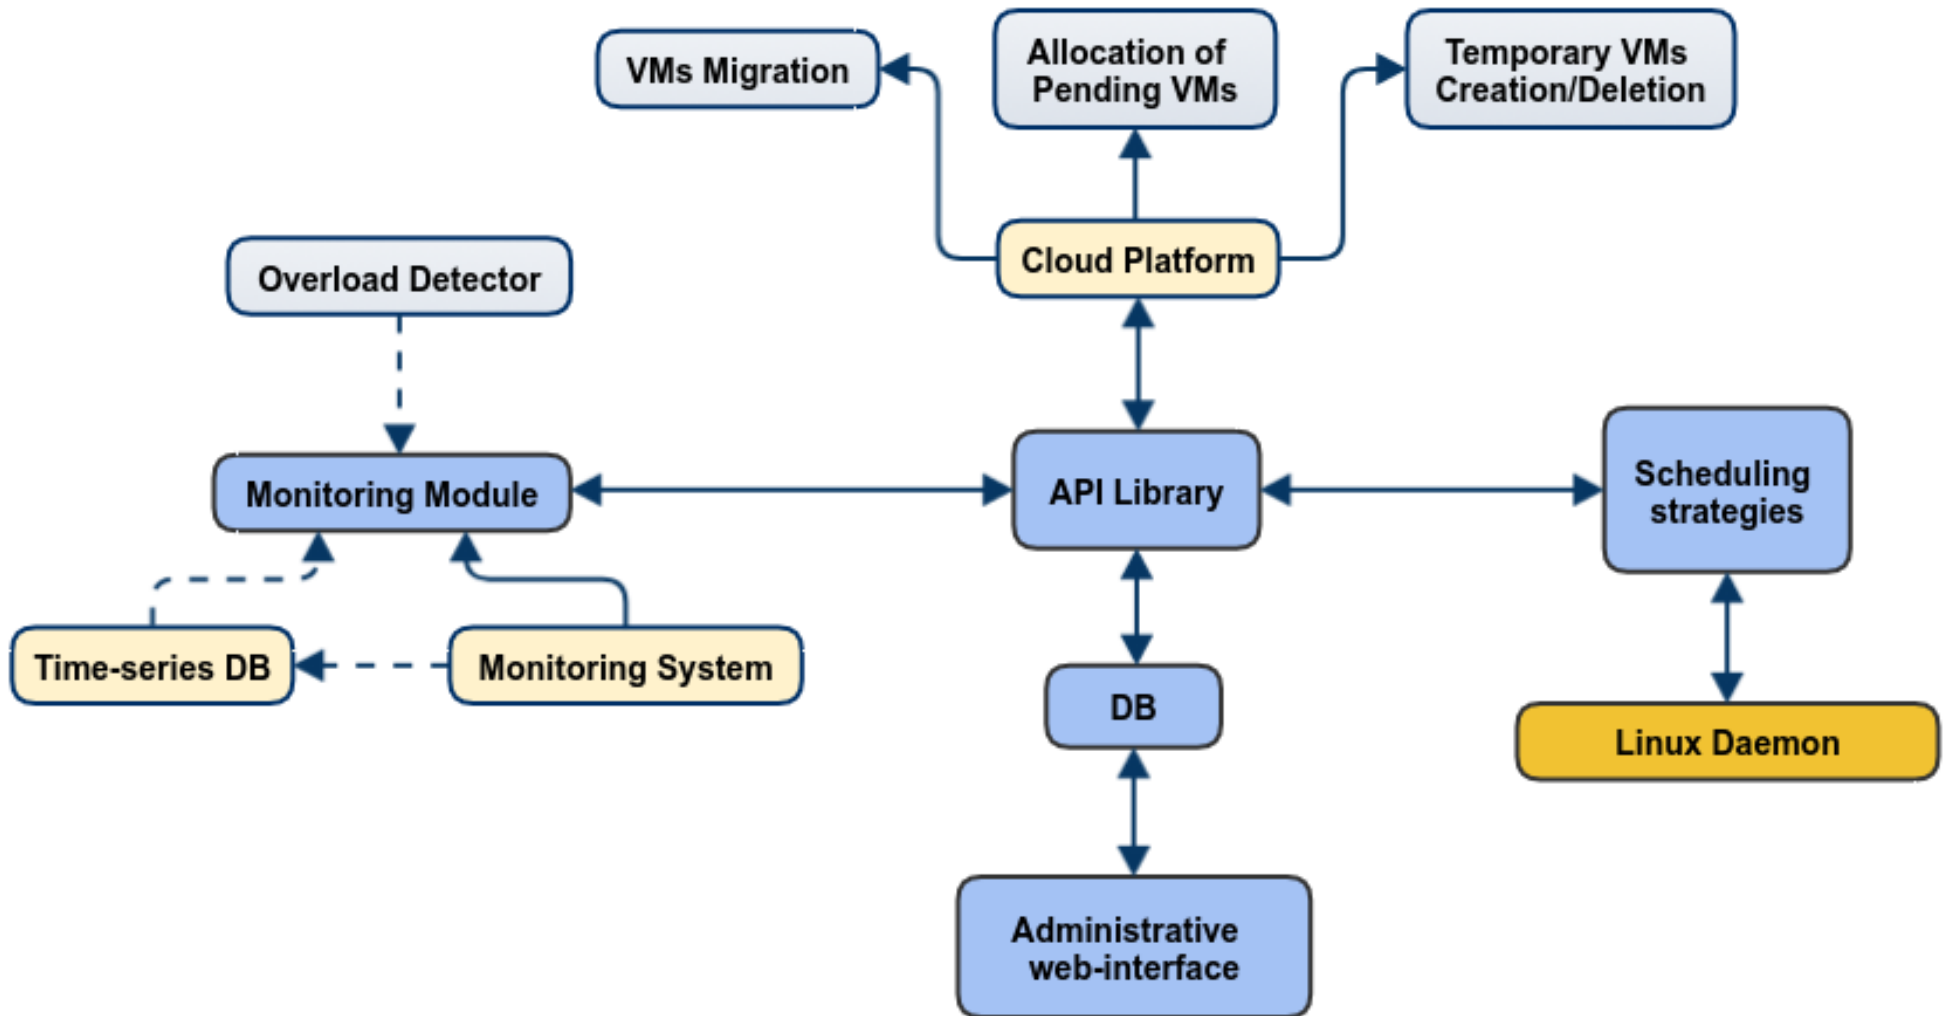 VMs Migration
Allocation of
Pending VMs
Temporary VMs
Creation/Deletion
Cloud Platform
Overload Detector
Monitoring Module
API Library
Scheduling
strategies
Time-series DB
Monitoring System
DB
Linux Daemon
Administrative
web-interface